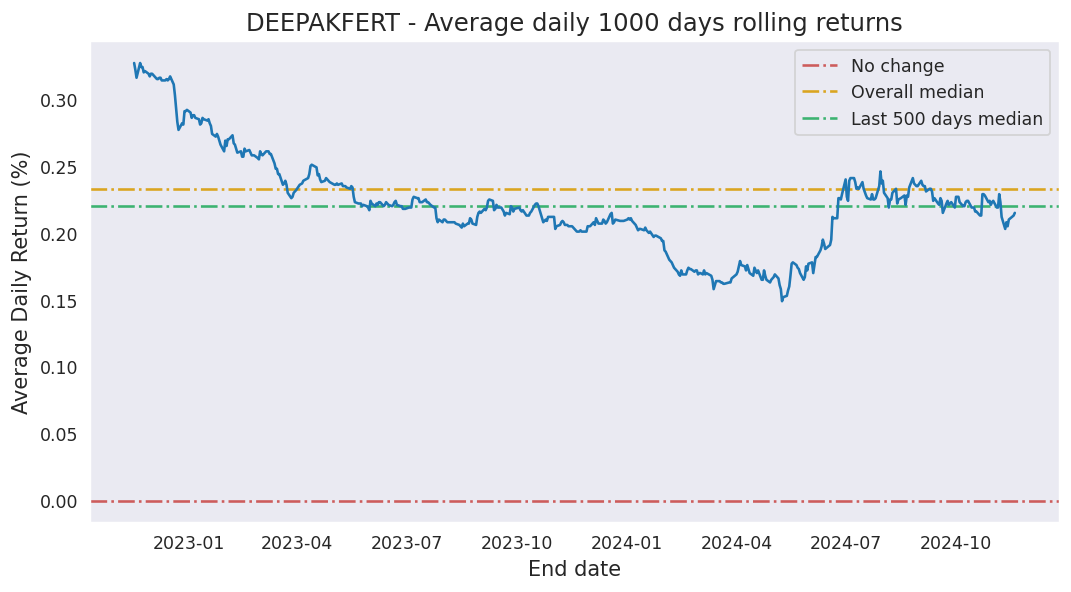 DEEPAKFERT - Average daily 1000 days rolling returns
No change
Overall median
Last 500 days median
Average Daily Return (%)
0.30
0.25
0.20
0.15
0.10
0.05
0.00
2023-01 2023-04 2023-07 2023-10 2024-01 2024-04 2024-07 2024-10
End date